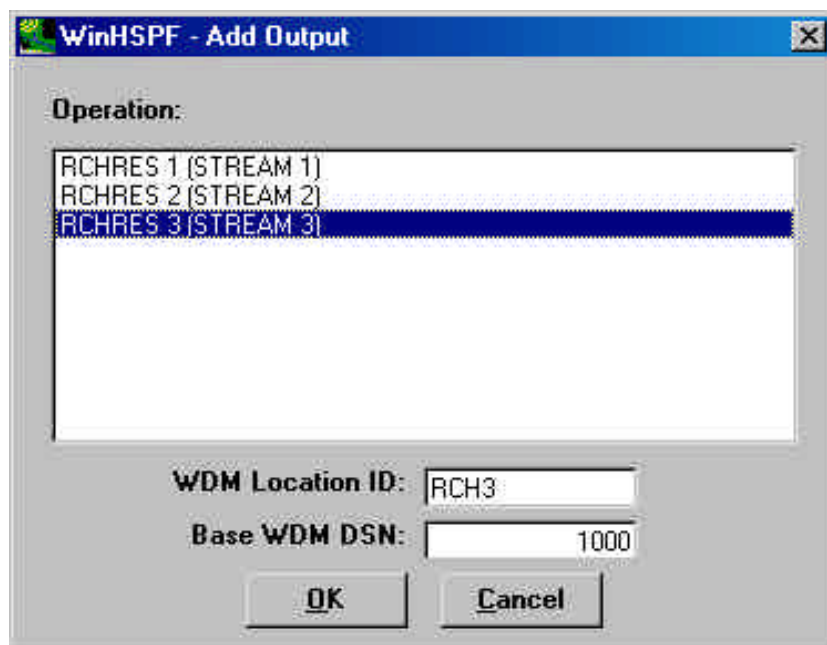 WinHSPF - Add Output
Operation:
RCHRES 1 (STREAM 1)
RCHRES 2 (STREAM 2)
RCHRES 3 (STREAM 3)
WDM Location ID: RCH3
Base WDM DSN: 1000
OK Cancel